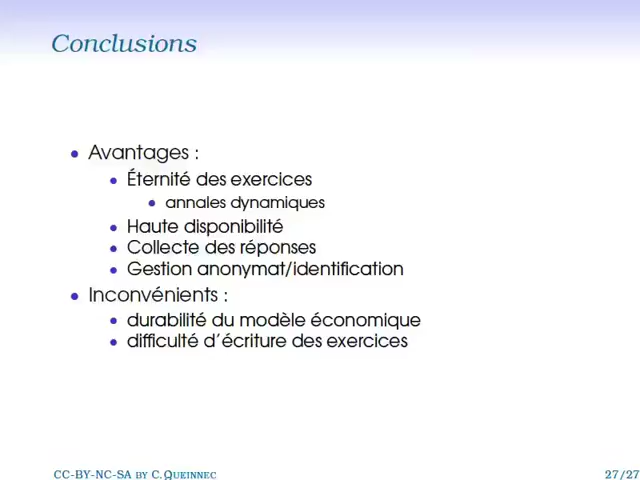 Conclusions
• Avantages :
• Éternité des exercices
• annales dynamiques
• Haute disponibilité
• Collecte des réponses
• Gestion anonymat/identification
• Inconvénients :
• durabilité du modèle économique
• difficulté d'écriture des exercices
CC-BY-NC-SA BY C.QUEINNEC 27/27